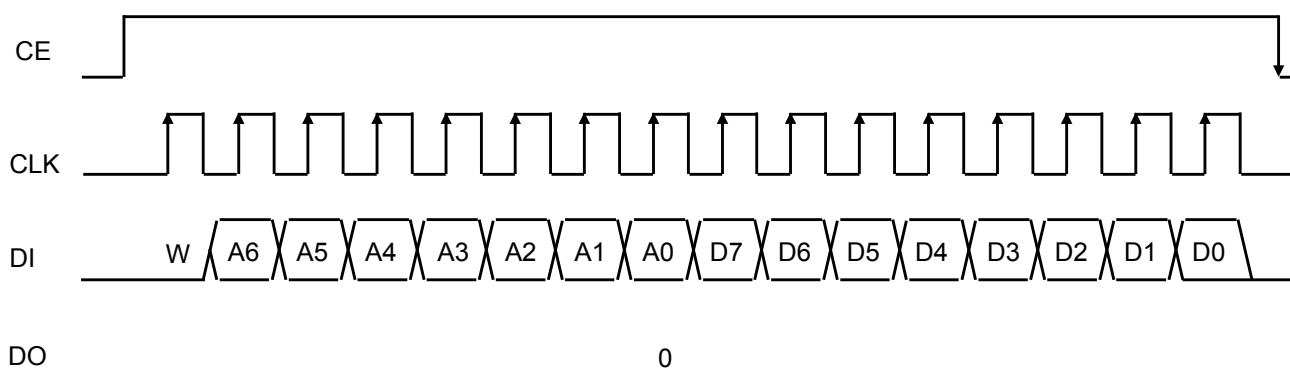 CE
CLK
DI W A6 A5 A4 A3 A2 A1 A0 D7 D6 D5 D4 D3 D2 D1 D0
DO 0